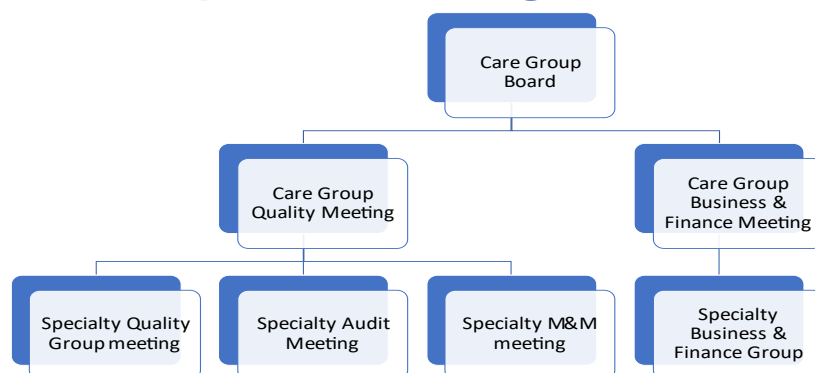 Care Group
Board
Care Group
Quality Meeting
Care Group
Business &
Finance Meeting
Specialty Quality
Group meeting
Specialty Audit
Meeting
Specialty M&M
meeting
Specialty
Business &
Finance Group